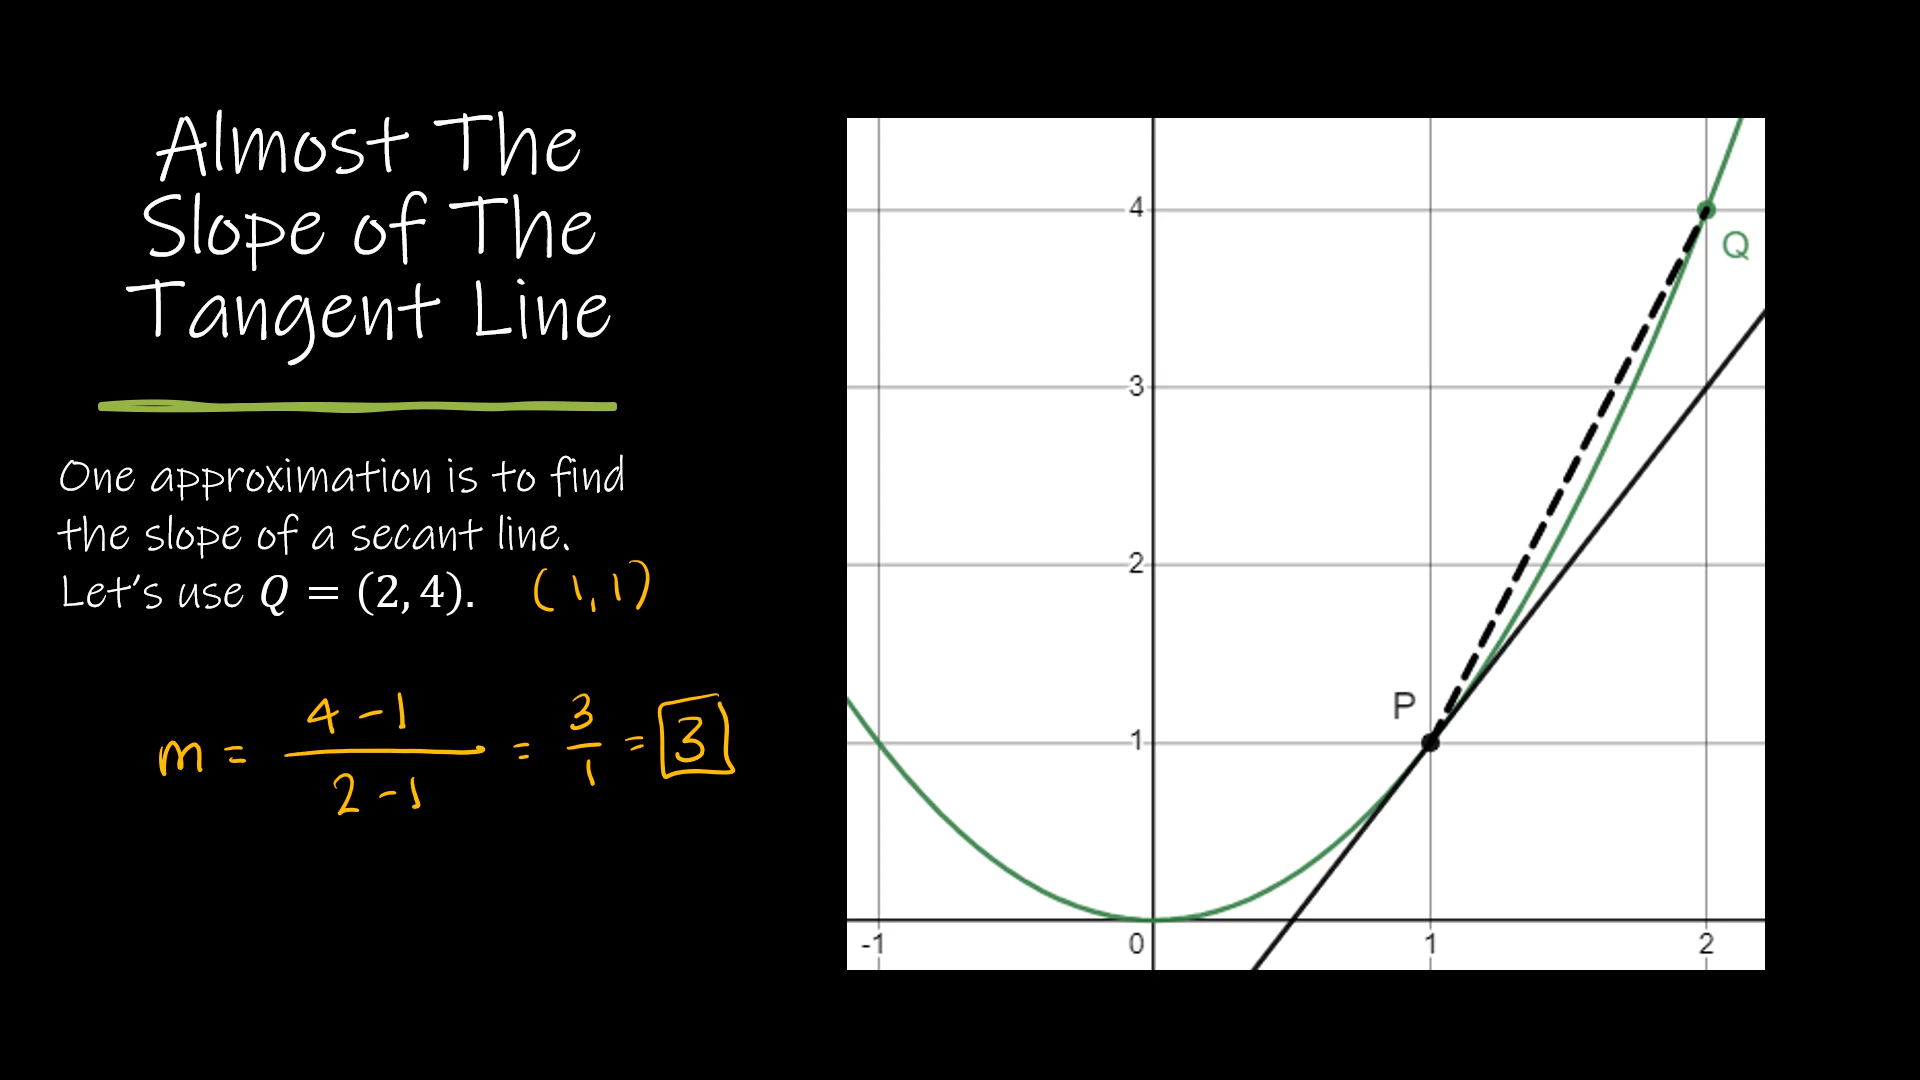 Almost The
Slope of The
Tangent Line
One approximation is to find
the slope of a secant line.
Let's use Q = (2, 4). (1,1)
m = 4-1 / 2-1 = 3/1 = 3
4
Q
3
2
P
1
-1 0 1 2